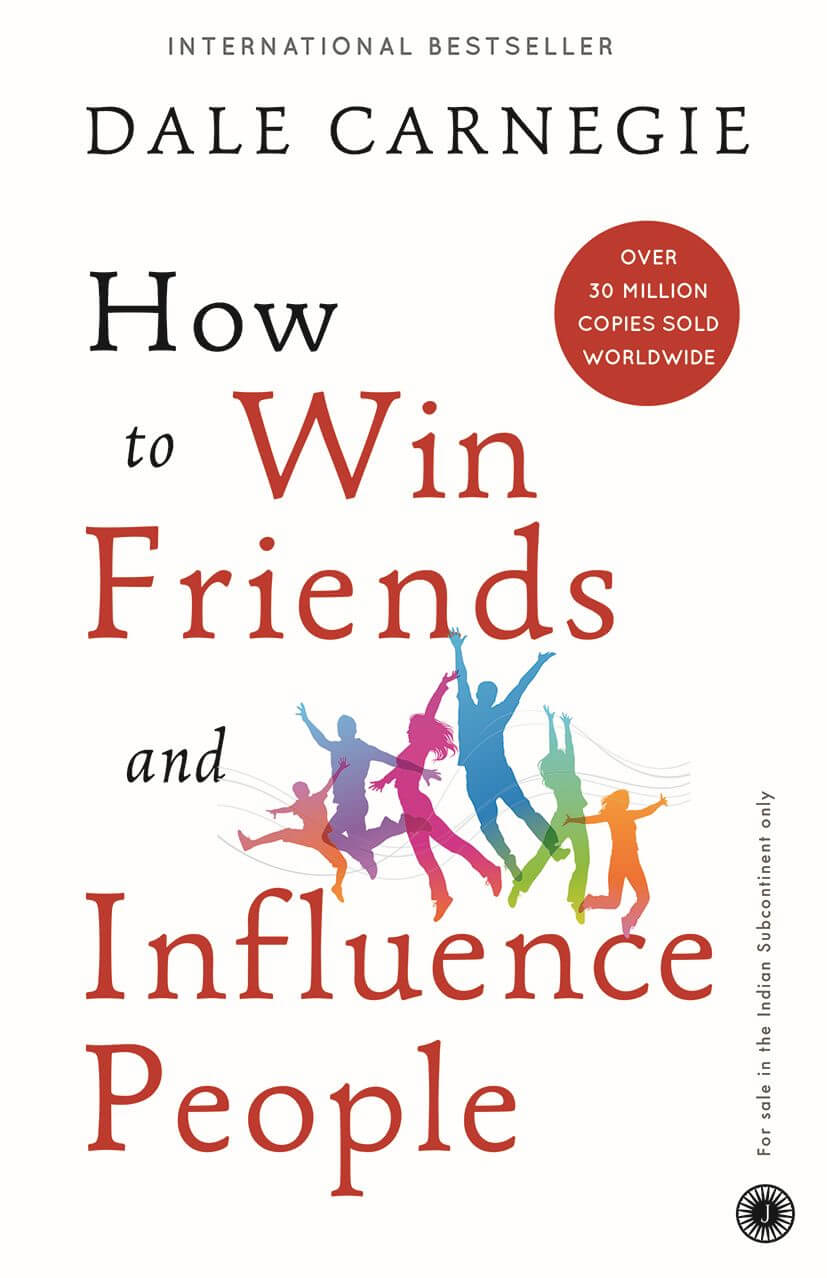 INTERNATIONAL BESTSELLER
DALE CARNEGIE
OVER
30 MILLION
COPIES SOLD
WORLDWIDE
How
to Win
Friends
and
Influence
People
For sale in the Indian Subcontinent only
J